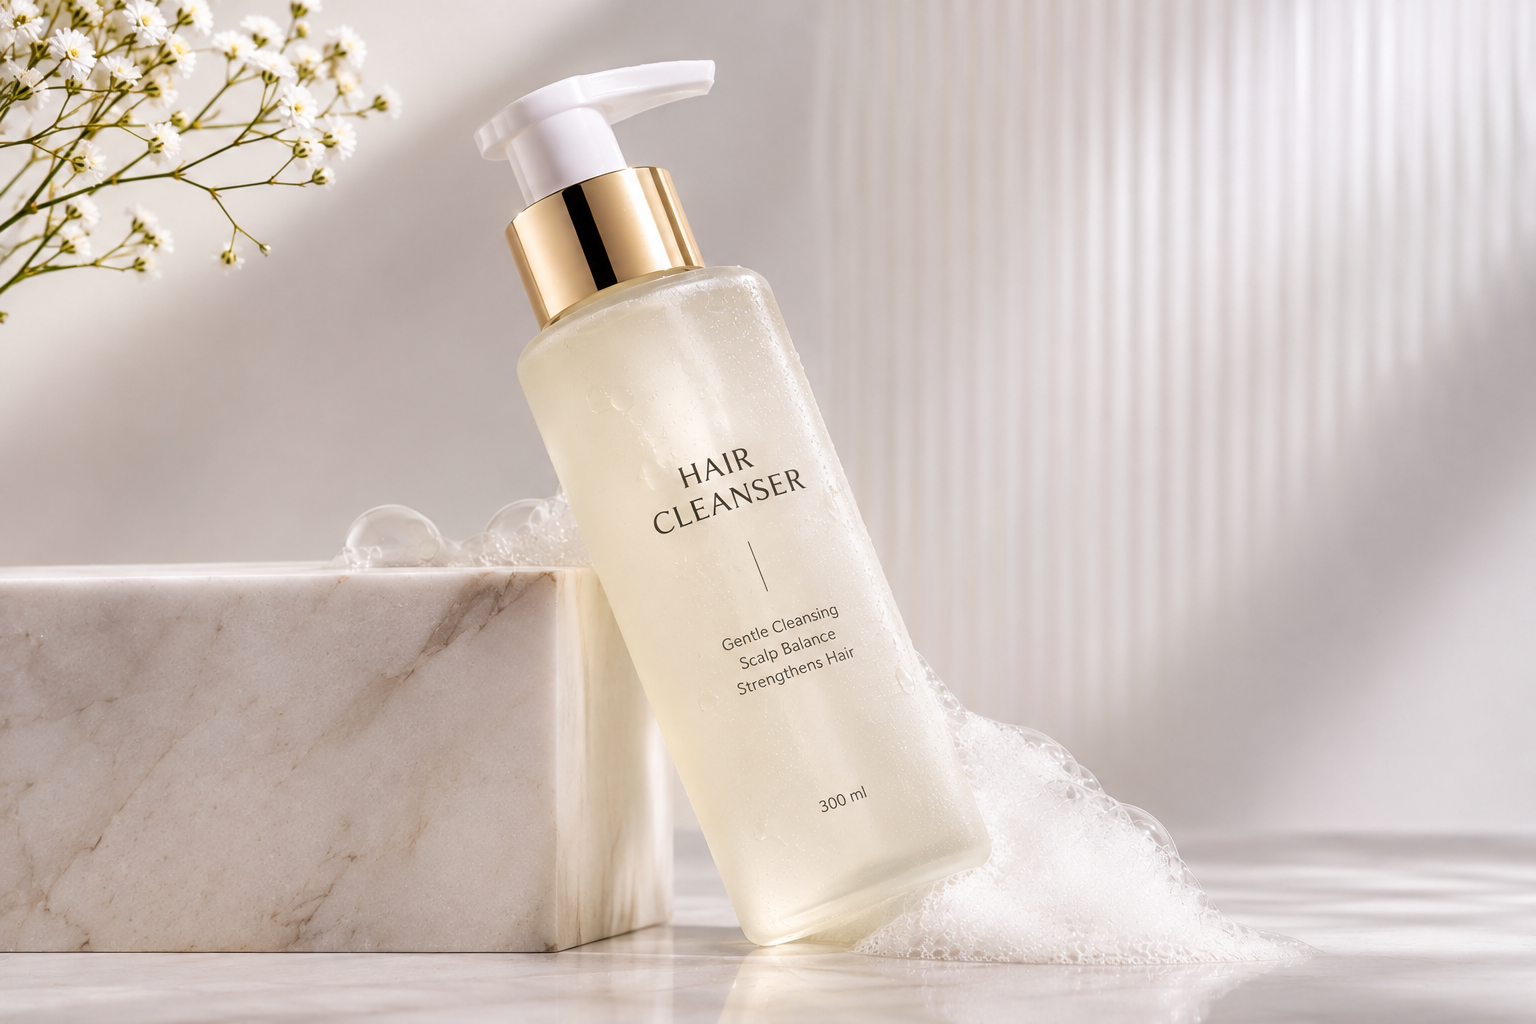 HAIR
CLEANSER
Gentle Cleansing
Scalp Balance
Strengthens Hair
300 ml